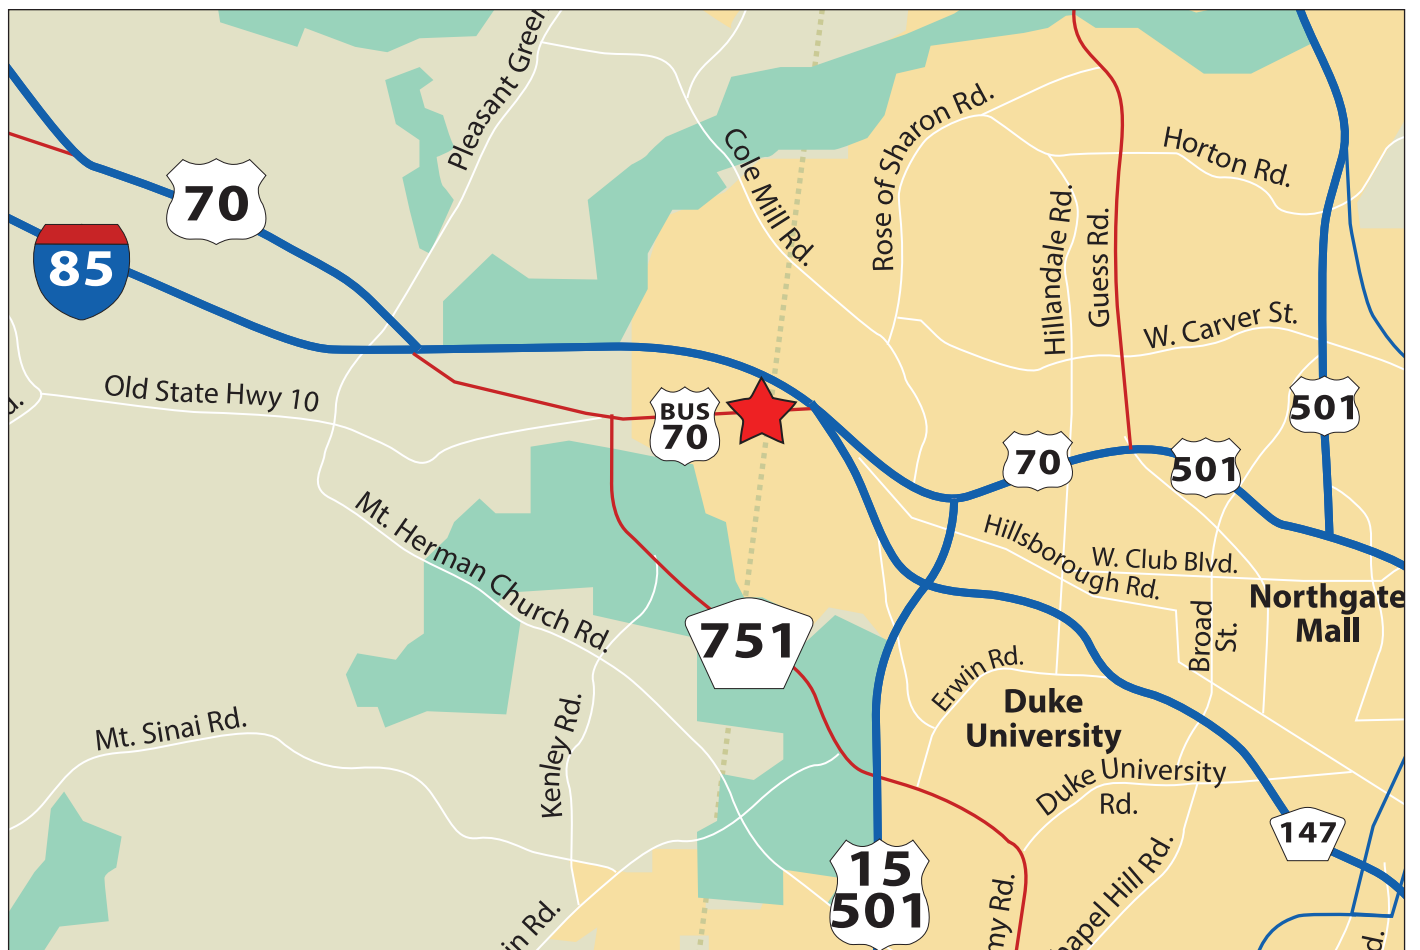 Pleasant Green
70
85
Cole Mill Rd.
Rose of Sharon Rd.
Horton Rd.
Hillandale Rd.
Guess Rd.
W. Carver St.
Old State Hwy 10
BUS
70
501
70
501
Mt. Herman Church Rd.
Hillsborough Rd.
W. Club Blvd.
Northgate
Mall
Broad
St.
751
Erwin Rd.
Duke
University
Mt. Sinai Rd.
Kenley Rd.
Duke University
Rd.
147
15
501
Rd.